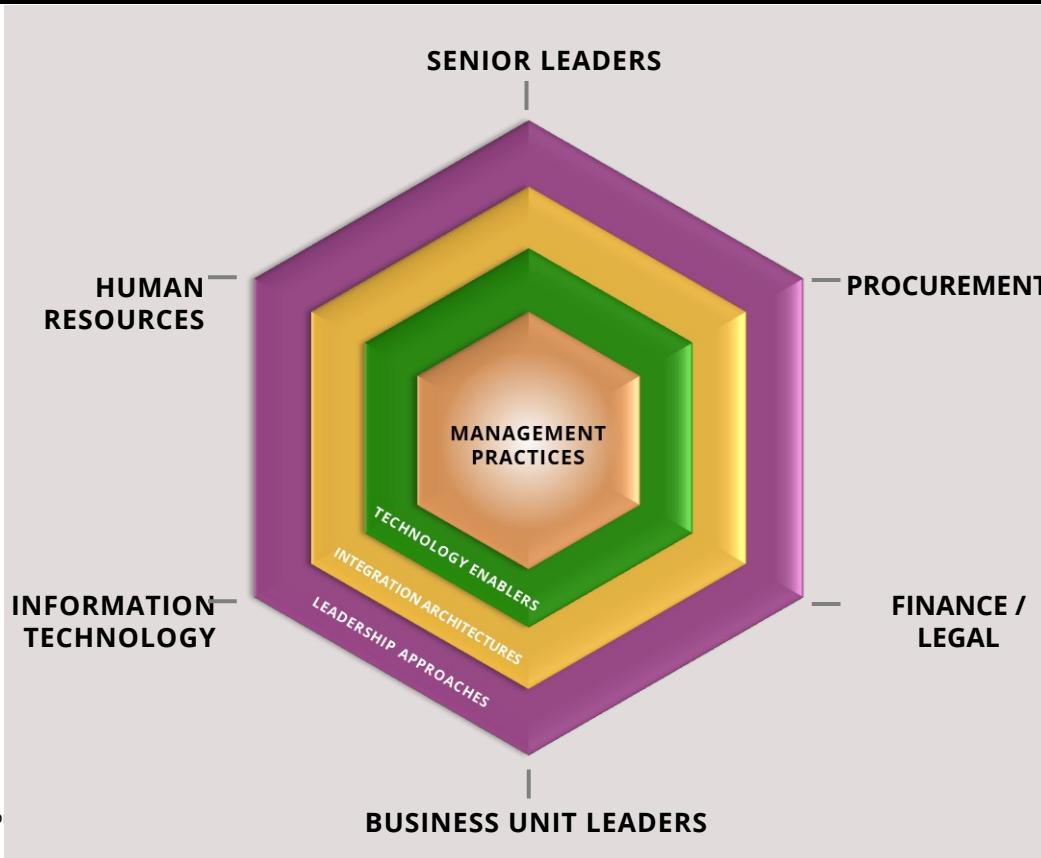 SENIOR LEADERS
HUMAN
RESOURCES
PROCUREMENT
MANAGEMENT
PRACTICES
TECHNOLOGY ENABLERS
INTEGRATION ARCHITECTURES
LEADERSHIP APPROACHES
INFORMATION
TECHNOLOGY
FINANCE /
LEGAL
BUSINESS UNIT LEADERS